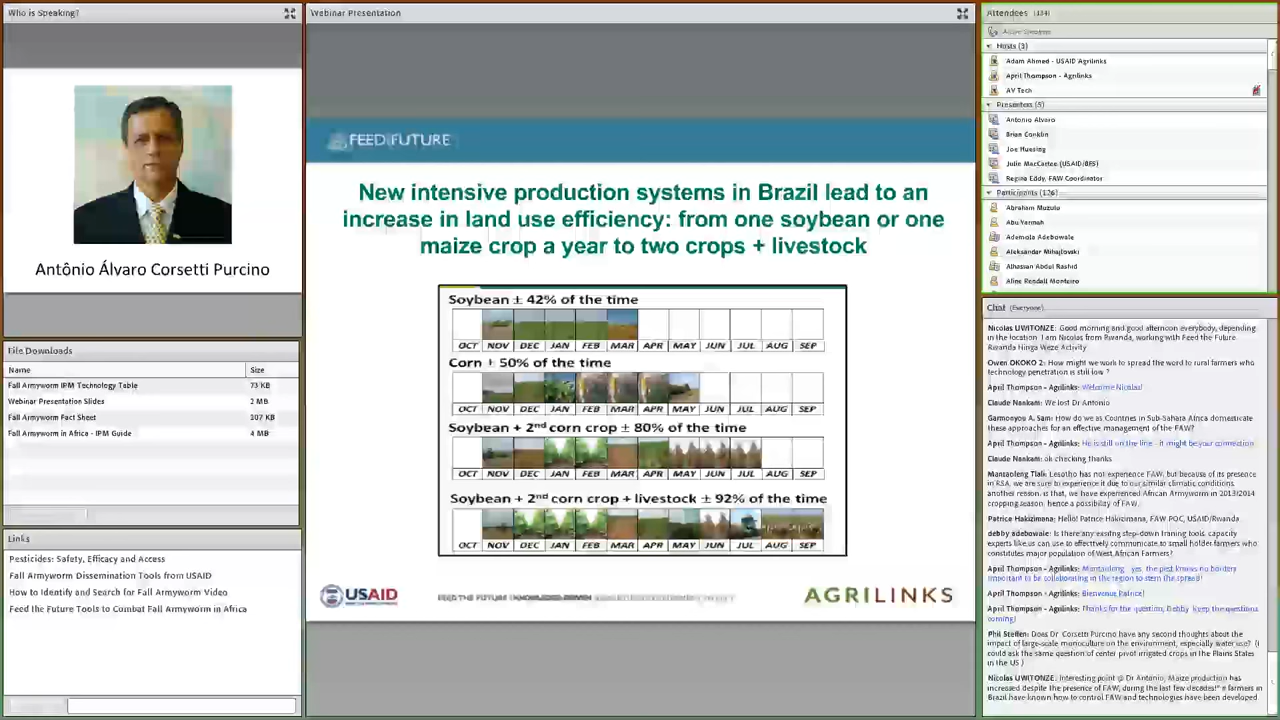 Who is Speaking?
Antônio Álvaro Corsetti Purcino
File Downloads
Name Size
Fall Armyworm IPM Technology Table 73 KB
Webinar Presentation Slides 2 MB
Fall Armyworm Fact Sheet 207 KB
Fall Armyworm in Africa - IPM Guide 4 MB
Links
Pesticides: Safety, Efficacy and Access
Fall Armyworm Dissemination Tools from USAID
How to Identify and Search for Fall Armyworm Video
Feed the Future Tools to Combat Fall Armyworm in Africa
Webinar Presentation
FEED FUTURE
New intensive production systems in Brazil lead to an
increase in land use efficiency: from one soybean or one
maize crop a year to two crops + livestock
Soybean ± 42% of the time
OCT NOV DEC JAN FEB MAR APR MAY JUN JUL AUG SEP
Corn ± 50% of the time
OCT NOV DEC JAN FEB MAR APR MAY JUN JUL AUG SEP
Soybean + 2nd corn crop ± 80% of the time
OCT NOV DEC JAN FEB MAR APR MAY JUN JUL AUG SEP
Soybean + 2nd corn crop + livestock ± 92% of the time
OCT NOV DEC JAN FEB MAR APR MAY JUN JUL AUG SEP
USAID
AGRILINKS
Attendees (134)
Active Speakers
Hosts (3)
Adam Ahmed - USAID Agrilinks
April Thompson - Agrilinks
AV Tech
Presenters (5)
Antonio Alvaro
Brian Conklin
Joe Huesing
Julie MacCartee (USAID/BFS)
Regina Eddy, FAW Coordinator
Participants (126)
Abraham Muzulu
Abu Yarmah
Ademola Adebowale
Aleksandar Mihajlovski
Alhassan Abdul Rashid
Aline Rendall Monteiro
Chat (Everyone)
Nicolas UWITONZE: Good morning and good afternoon everybody, depending
in the location. I am Nicolas from Rwanda, working with Feed the Future
Rwanda Hinga Weze Activity
Owen OKOKO 2: How might we work to spread the word to rural farmers who
technology penetration is still low ?
April Thompson - Agrilinks: Welcome Nicolas!
Claude Nankam: We lost Dr Antonio
Garmonyou A. Sam: How do we as Countries in Sub-Sahara Africa domesticate
these approaches for an effective management of the FAW?
April Thompson - Agrilinks: He is still on the line - it might be your connection
Claude Nankam: ok checking thanks
Lesotho has not experience FAW, but because of its presence
in RSA, we are sure to experience it due to our similar climatic conditions.
another reason, is that, we have experienced African Armyworm in 2013/2014
cropping season. hence a possibility of FAW.
Patrice Hakizimana: Hello! Patrice Hakizimana, FAW POC, USAID/Rwanda
debby adebowale: Is there any existing step-down training tools, capacity
experts like us can use to effectively communicate to small holder farmers who
constitutes major population of West African Farmers?
April Thompson - Agrilinks: yes, the pest knows no borders
important to be collaborating in the region to stem the spread!
April Thompson - Agrilinks: Bienvenue Patrice!
April Thompson - Agrilinks: Thanks for the question, Debby keep the questions
coming!
Phil Steffen: Does Dr. Corsetti Purcino have any second thoughts about the
impact of large-scale monoculture on the environment, especially water use? (I
could ask the same question of center pivot irrigated crops in the Plains States
in the US.)
Nicolas UWITONZE: Interesting point @ Dr Antonio, Maize production has
increased despite the presence of FAW, during the last few decades!" # farmers in
Brazil have known how to control FAW and technologies have been developed